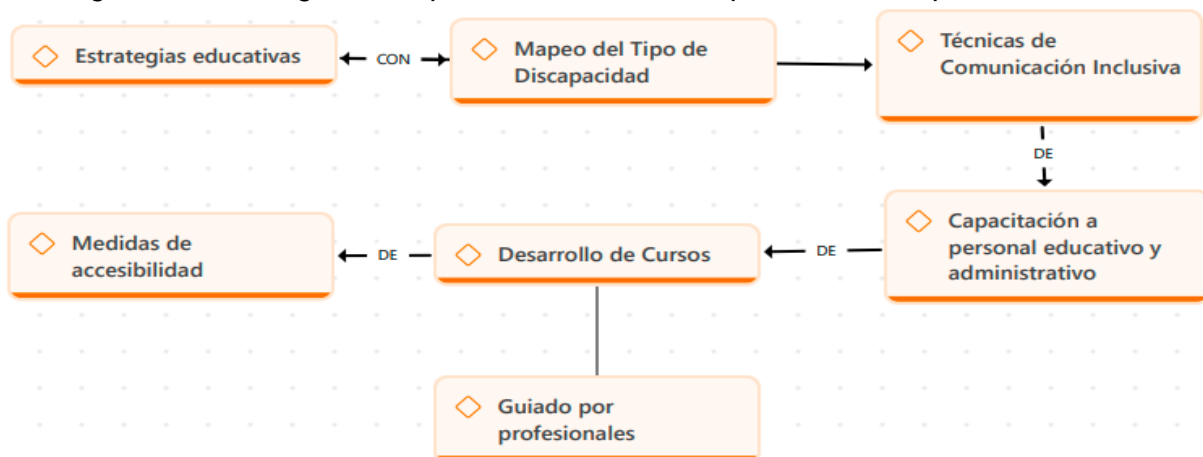 Estrategias educativas
CON
Mapeo del Tipo de
Discapacidad
Técnicas de
Comunicación Inclusiva
DE
Capacitación a
personal educativo y
administrativo
DE
Desarrollo de Cursos
DE
Medidas de
accesibilidad
Guiado por
profesionales